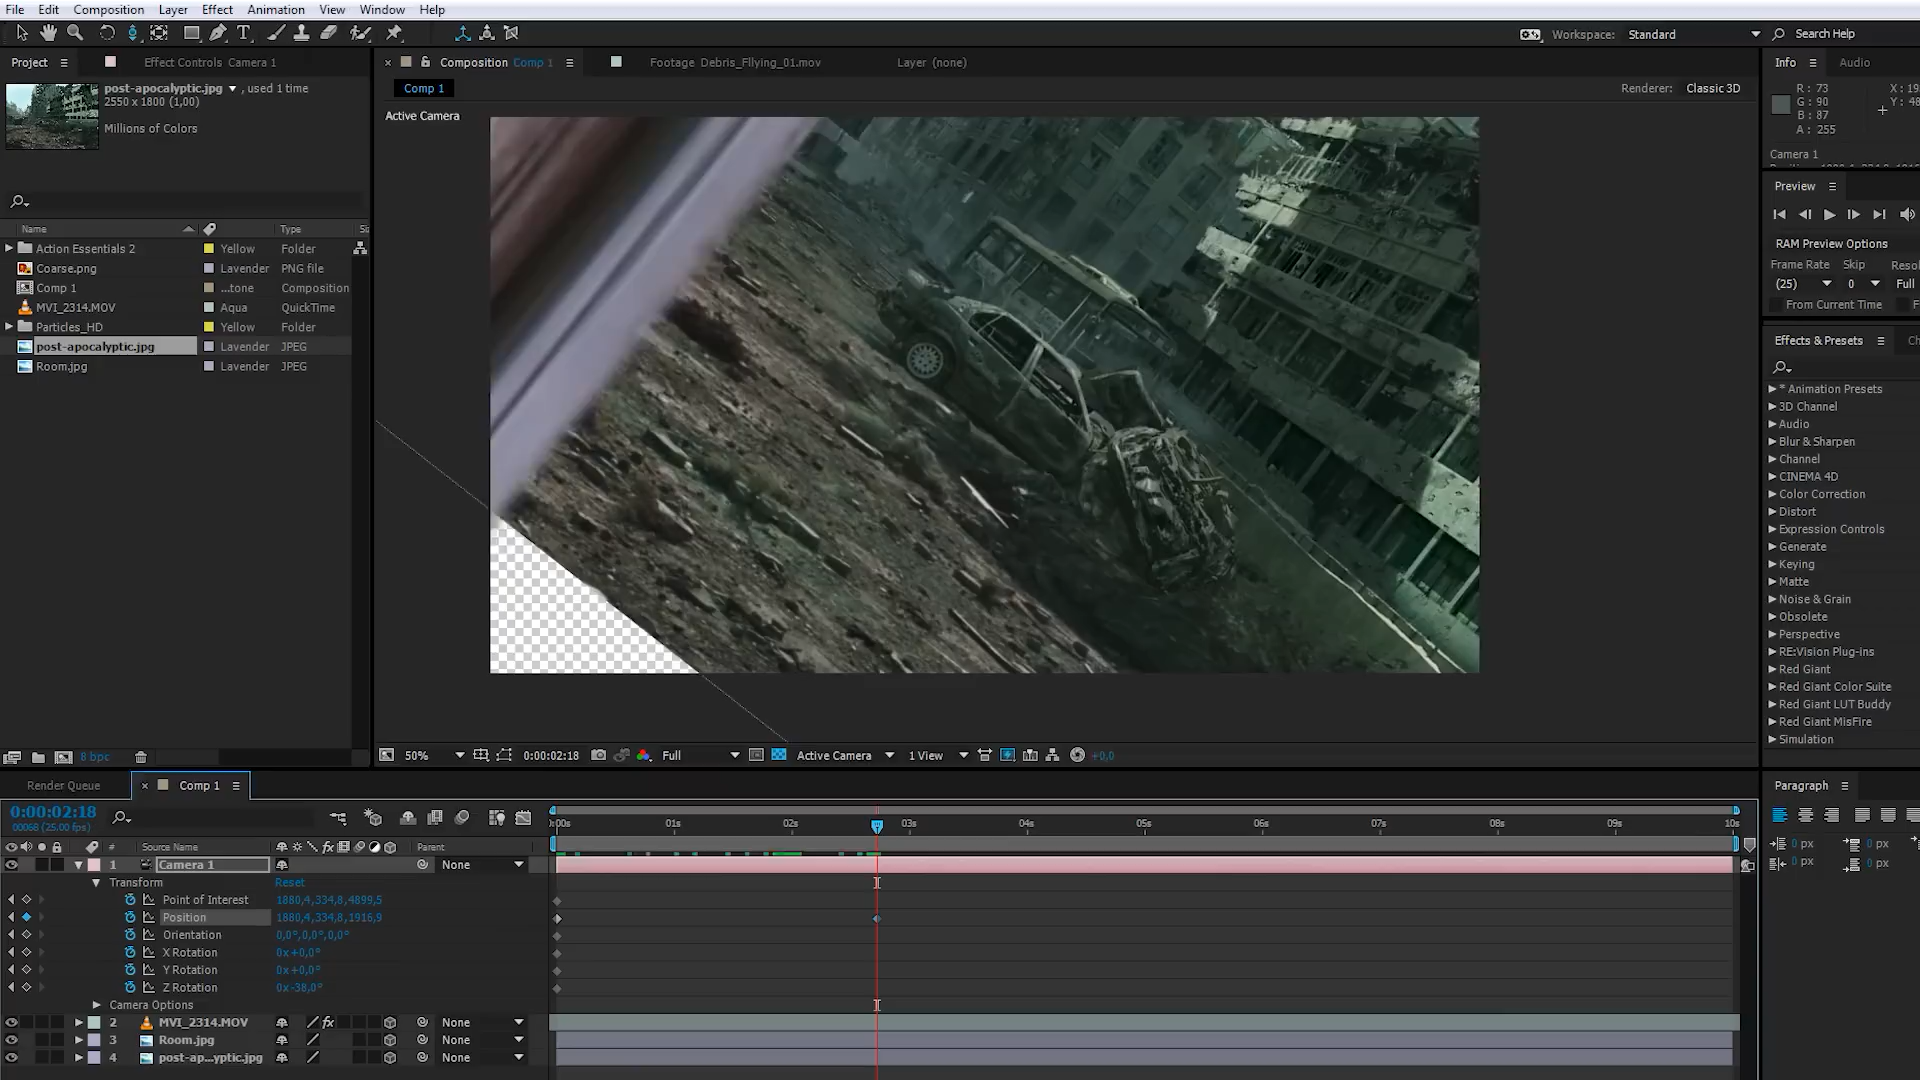 File Edit Composition Layer Effect Animation View Window Help
Workspace: Standard Search Help
Project Effect Controls Camera 1
Composition Comp 1 Footage Debris_Fllying_01.mov Layer (none)
Info Audio
post-apocalyptic.jpg , used 1 time
2550 x 1800 (1,00)
Millions of Colors
Comp 1
Renderer: Classic 3D
Active Camera
R : 73
G : 90
B : 87
A : 255
Camera 1
Preview
RAM Preview Options
Frame Rate Skip
(25) 0 Full
From Current Time
Name Type
Action Essentials 2 Yellow Folder
Coarse.png Lavender PNG file
Comp 1 ...tone Composition
MVI_2314.MOV Aqua QuickTime
Particles_HD Yellow Folder
post-apocalyptic.jpg Lavender JPEG
Room.jpg Lavender JPEG
Effects & Presets
* Animation Presets
3D Channel
Audio
Blur & Sharpen
Channel
CINEMA 4D
Color Correction
Distort
Expression Controls
Generate
Keying
Matte
Noise & Grain
Obsolete
Perspective
RE:Vision Plug-ins
Red Giant
Red Giant Color Suite
Red Giant LUT Buddy
Red Giant MisFire
Simulation
8 bpc
50% 0:00:02:18 Full Active Camera 1 View +0,0
Render Queue Comp 1
Paragraph
0:00:02:18
00068 (25.00 fps)
:00s 01s 02s 03s 04s 05s 06s 07s 08s 09s 10s
# Source Name Parent
1 Camera 1 None
Transform Reset
Point of Interest 1880,4,334,8,4899,5
Position 1880,4,334,8,1916,9
Orientation 0,0°,0,0°,0,0°
X Rotation 0x+0,0°
Y Rotation 0x+0,0°
Z Rotation 0x-38,0°
Camera Options
2 MVI_2314.MOV None
3 Room.jpg None
4 post-ap...yptic.jpg None
0 px 0 px
0 px 0 px